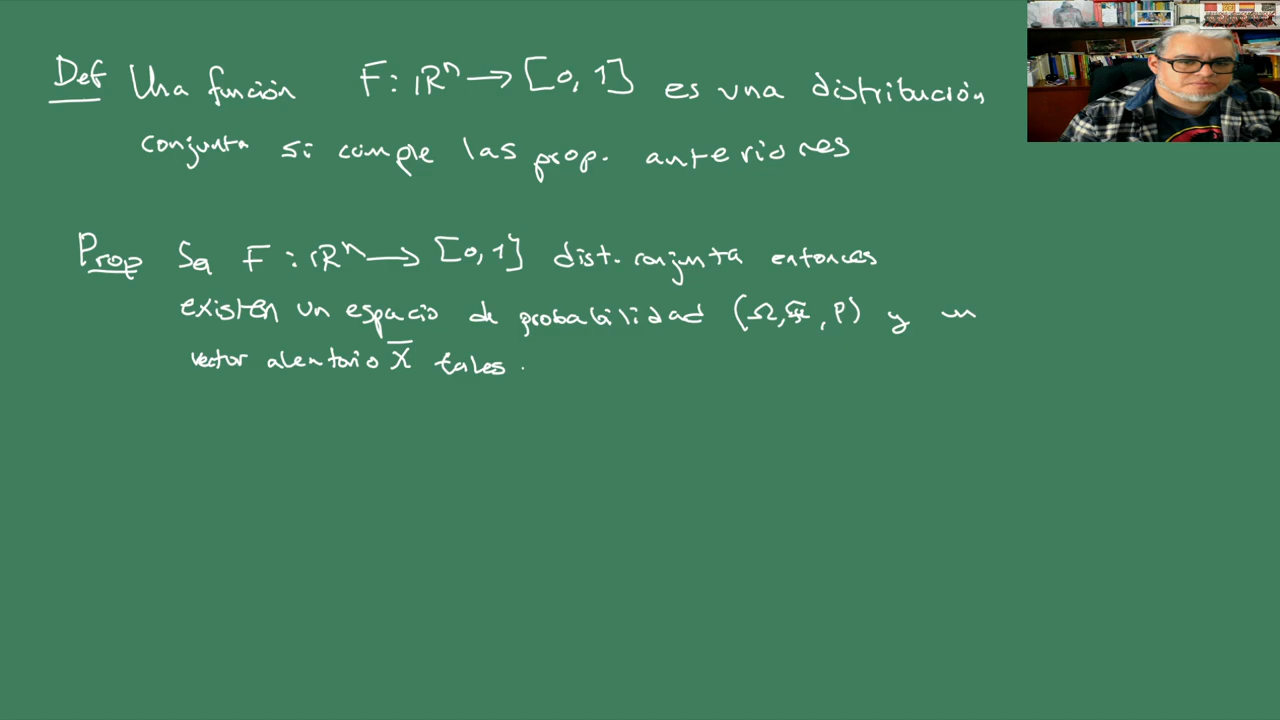 Def Una función F: ℝⁿ → [0, 1] es una distribución
conjunta si cumple las prop. anteriores
Prop Sea F: ℝⁿ → [0, 1] dist. conjunta entonces
existen un espacio de probabilidad (Ω, ℱ, P) y un
vector aleatorio X̅ tales